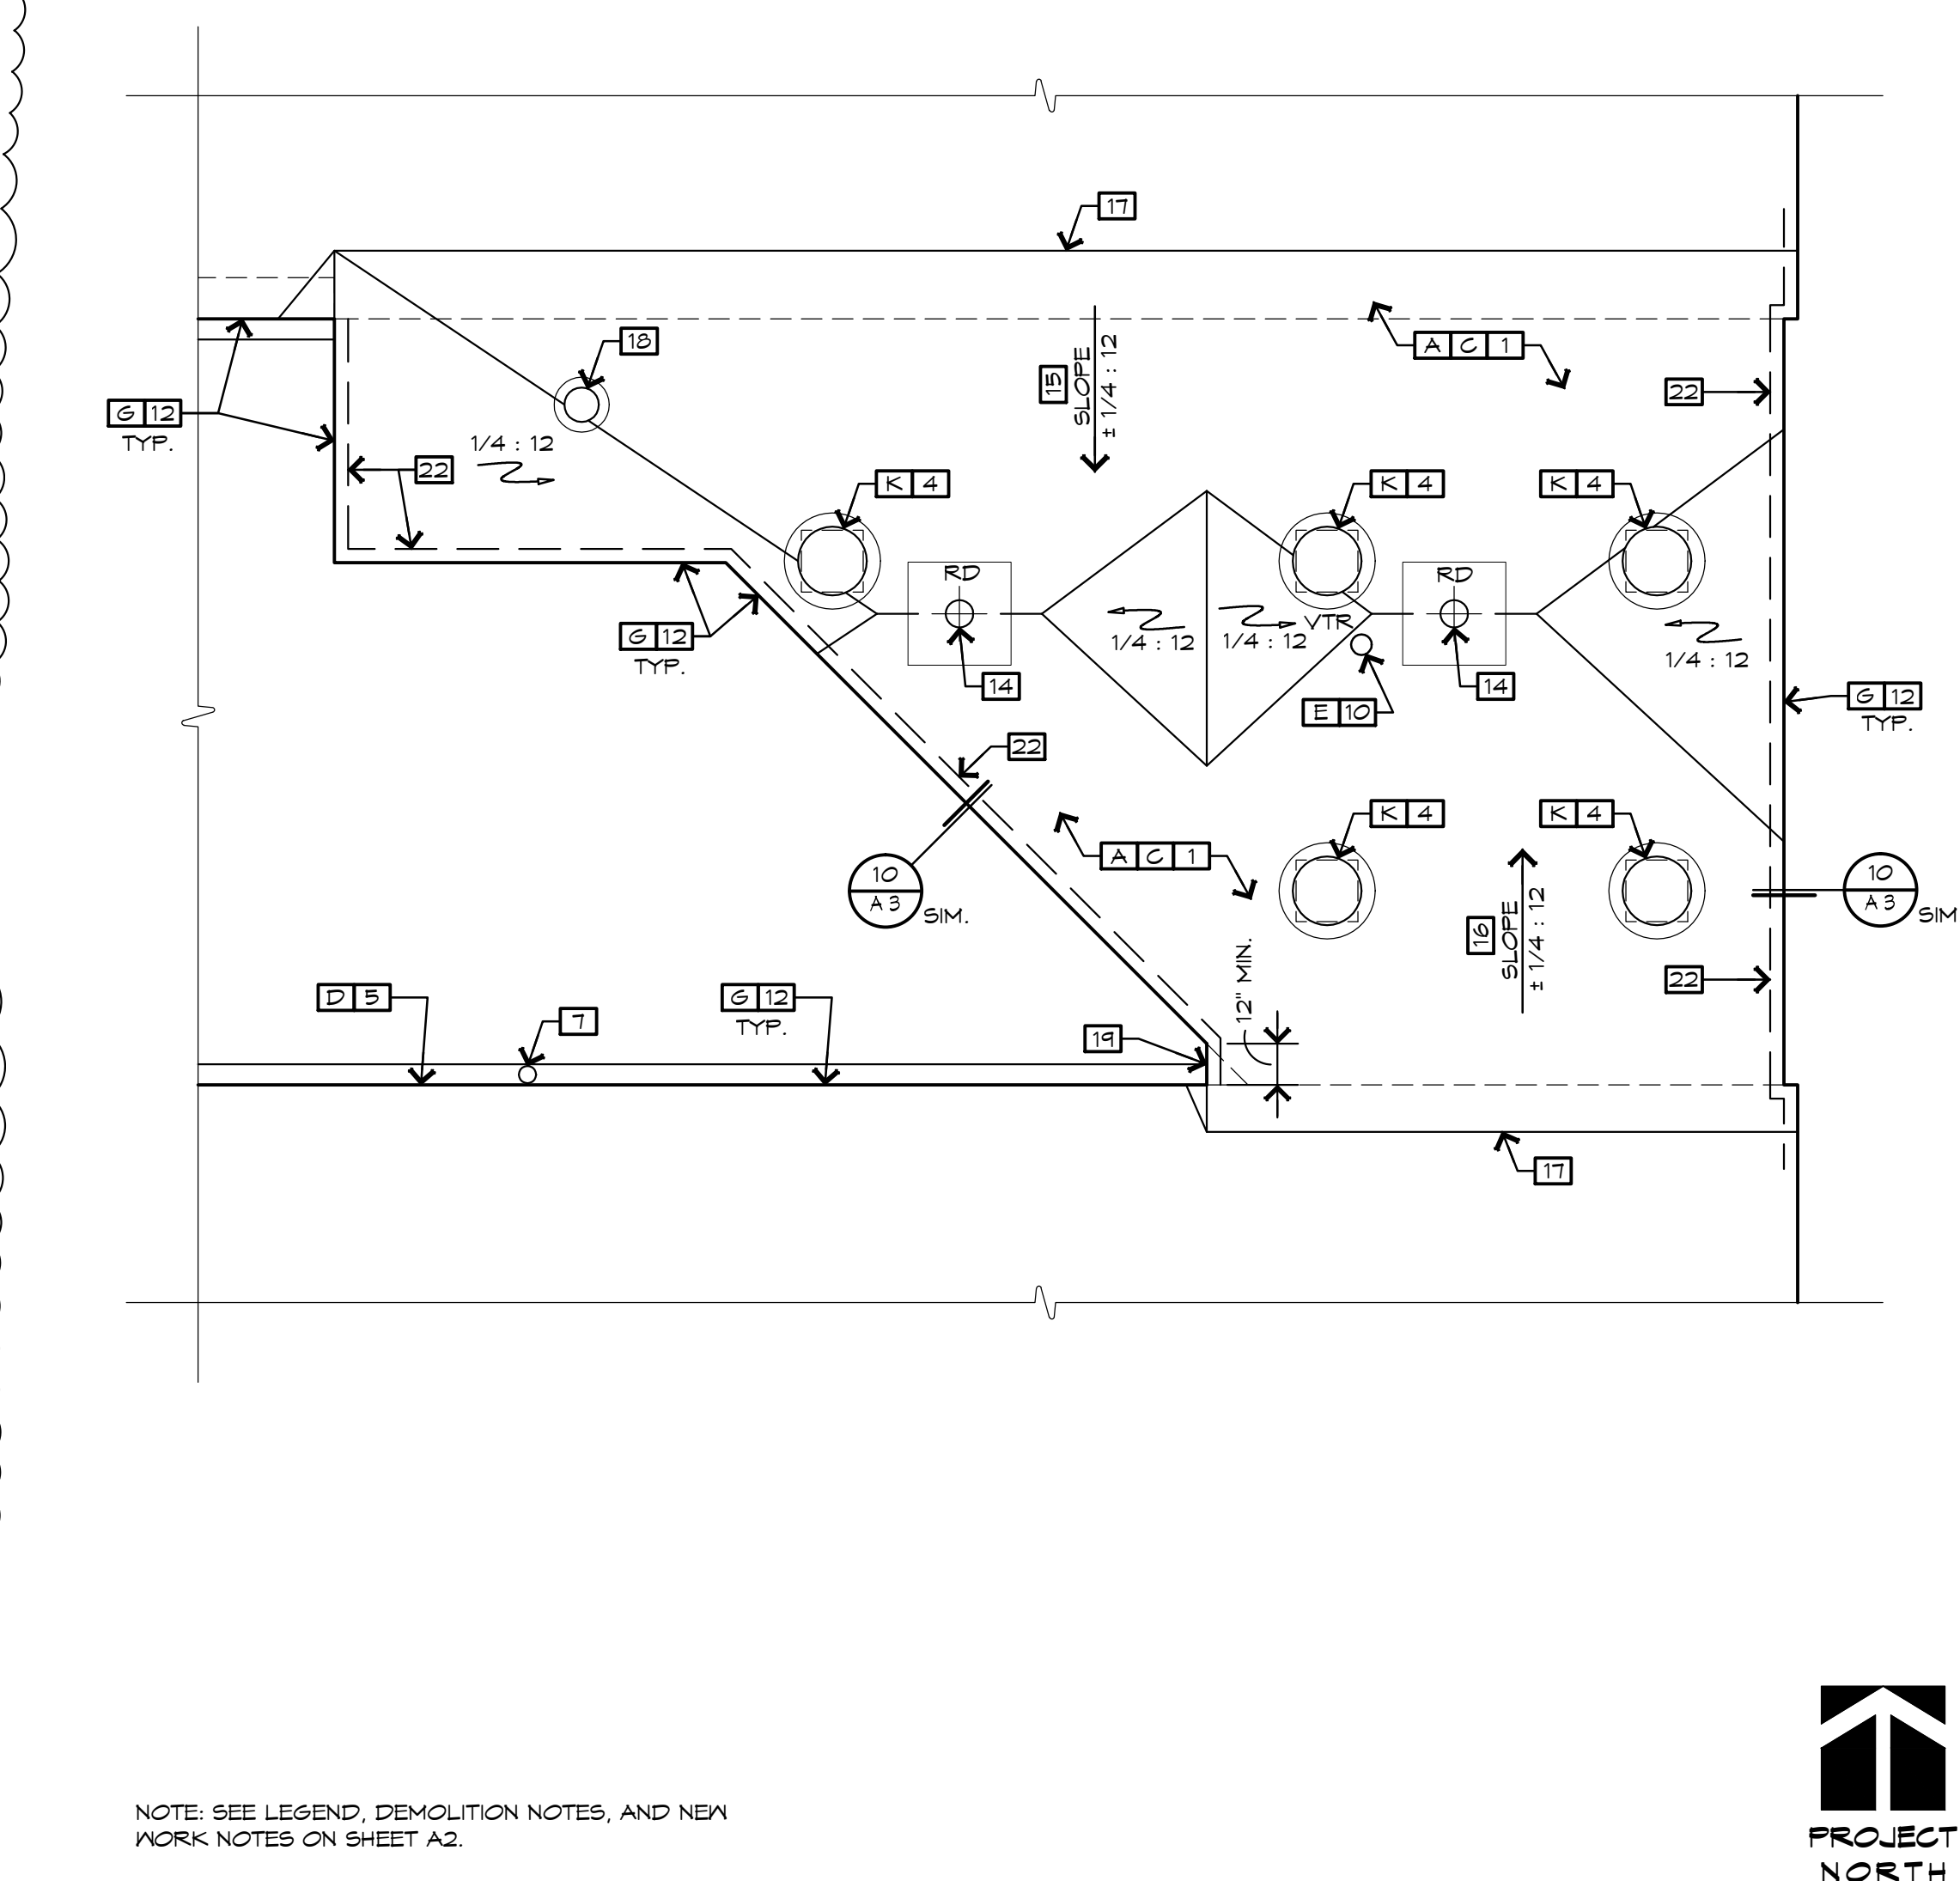 17
18
15
SLOPE
± 1/4 : 12
A C 1
22
G 12
TYP.
1/4 : 12
22
K 4
K 4
K 4
RD
RD
VTR
1/4 : 12
1/4 : 12
1/4 : 12
G 12
TYP.
14
14
E 10
G 12
TYP.
22
K 4
K 4
A C 1
10
A3
SIM.
16
SLOPE
± 1/4 : 12
10
A3
SIM
12" MIN.
22
D 5
7
G 12
TYP.
19
17
NOTE: SEE LEGEND, DEMOLITION NOTES, AND NEW
WORK NOTES ON SHEET A2.
PROJECT
NORTH